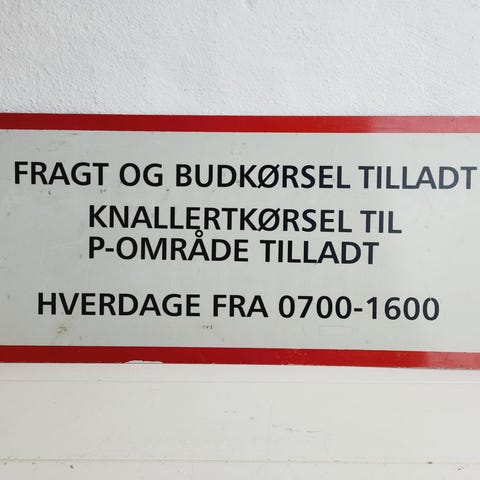 FRAGT OG BUDKØRSEL TILLADT
KNALLERTKØRSEL TIL
P-OMRÅDE TILLADT
HVERDAGE FRA 0700-1600